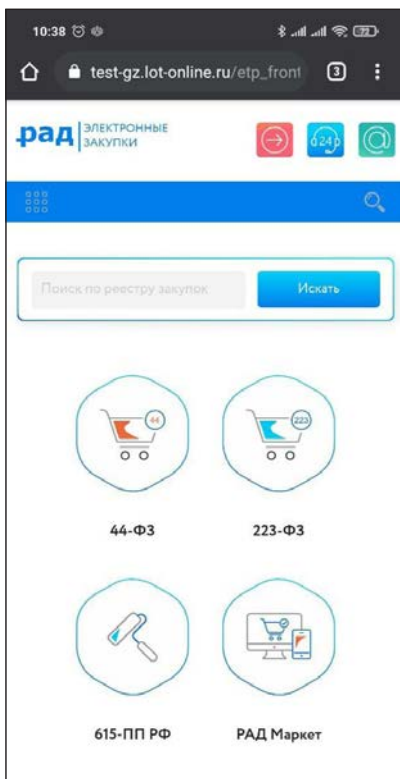 10:38
72
test-gz.lot-online.ru/etp_front
3
рад ЭЛЕКТРОННЫЕ
ЗАКУПКИ
24
@
Поиск по реестру закупок
Искать
44
223
44-ФЗ
223-ФЗ
615-ПП РФ
РАД Маркет